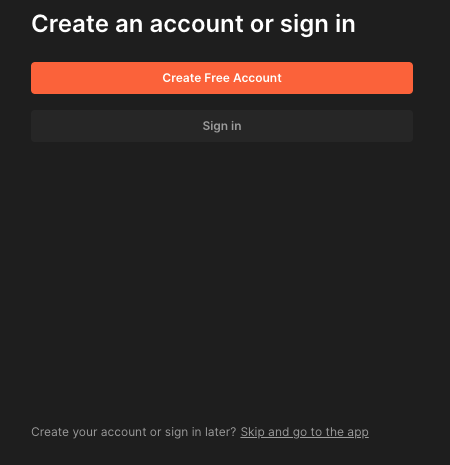 Create an account or sign in
Create Free Account
Sign in
Create your account or sign in later? Skip and go to the app